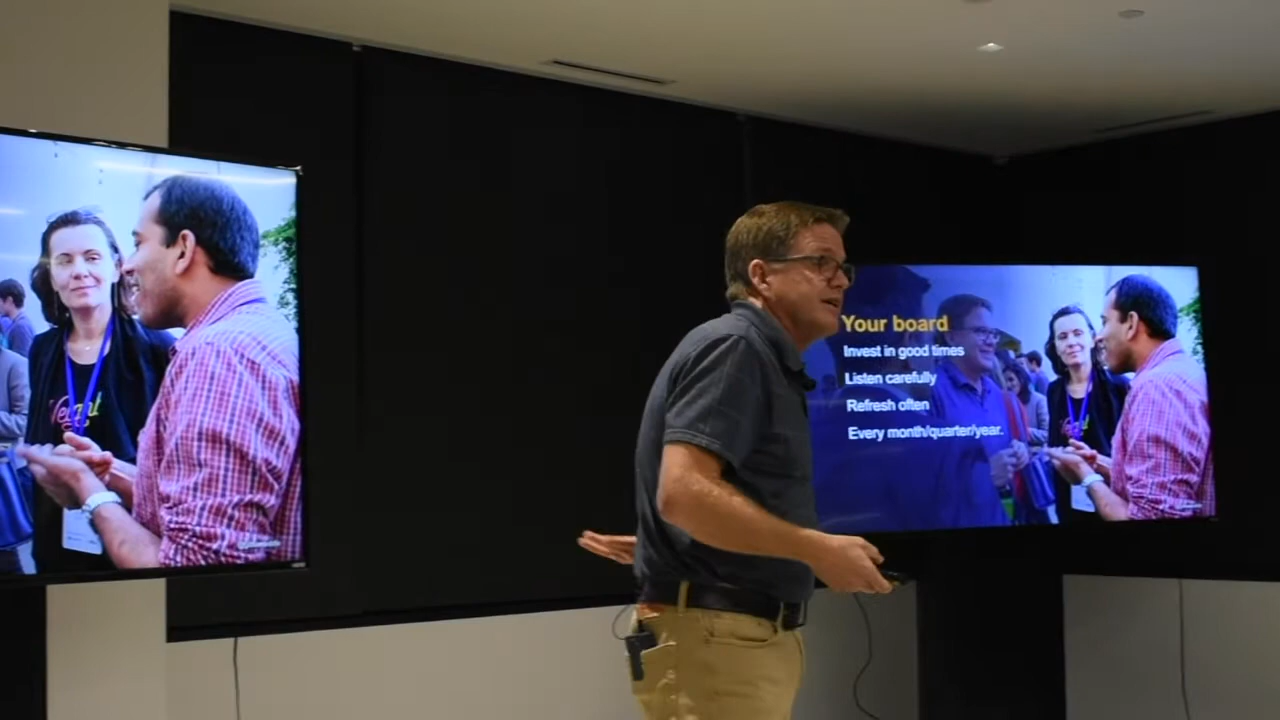 Your board
Invest in good times
Listen carefully
Refresh often
Every month/quarter/year.